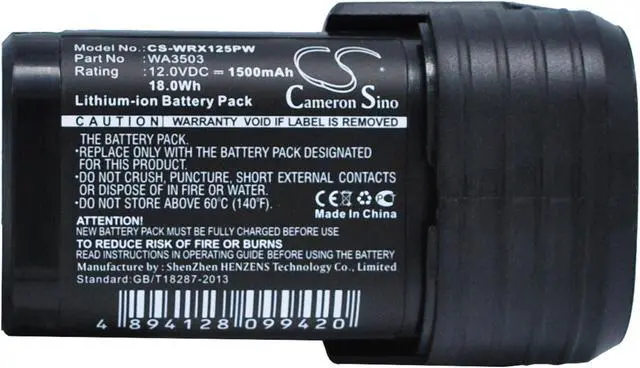 Model No. :CS-WRX125PW
Part No :WA3503
Rating :12.0VDC ⎓ 1500mAh
18.0Wh
Lithium-ion Battery Pack
CS
Cameron Sino
CAUTION WARRANTY VOID IF LABEL IS REMOVED
THE BATTERY PACK.
*REPLACE ONLY WITH THE BATTERY DESIGNATED
FOR THIS PRODUCT.
*DO NOT CRUSH, PUNCTURE, SHORT EXTERNAL CONTACTS
OR DISPOSE OF IN FIRE OR WATER.
*DO NOT STORE ABOVE 60℃ (140℉).
CE
Made In China
ATTENTION!
NEW BATTERY PACK MUST BE CHARGED BEFORE USE.
TO REDUCE RISK OF FIRE OR BURNS
READ INSTRUCTIONS IN OPERATING GUIDE BEFORE USING BATTERY.
Manufacturer by : ShenZhen HENZENS Technology Co., Limited
Standard:GB/T18287-2013
4 894128 099420